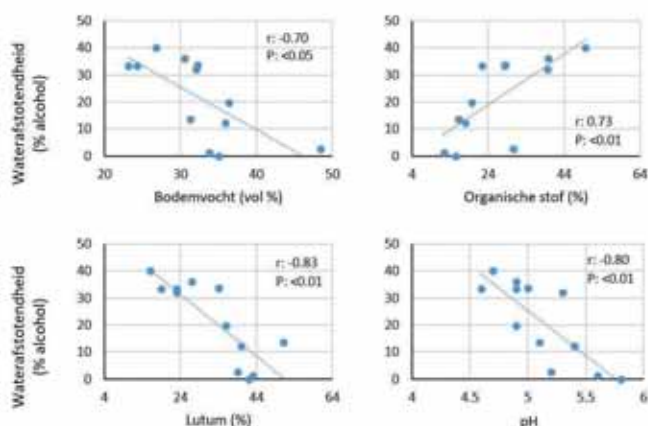 Waterafstotendheid
(% alcohol)
50
40
30
20
10
0
r: -0.70
P: <0.05
20 30 40 50
Bodemvocht (vol %)
50
40
30
20
10
0
r: 0.73
P: <0.01
4 24 44 64
Organische stof (%)
Waterafstotendheid
(% alcohol)
50
40
30
20
10
0
r: -0.83
P: <0.01
4 24 44 64
Lutum (%)
50
40
30
20
10
0
r: -0.80
P: <0.01
4 4.5 5 5.5 6
pH